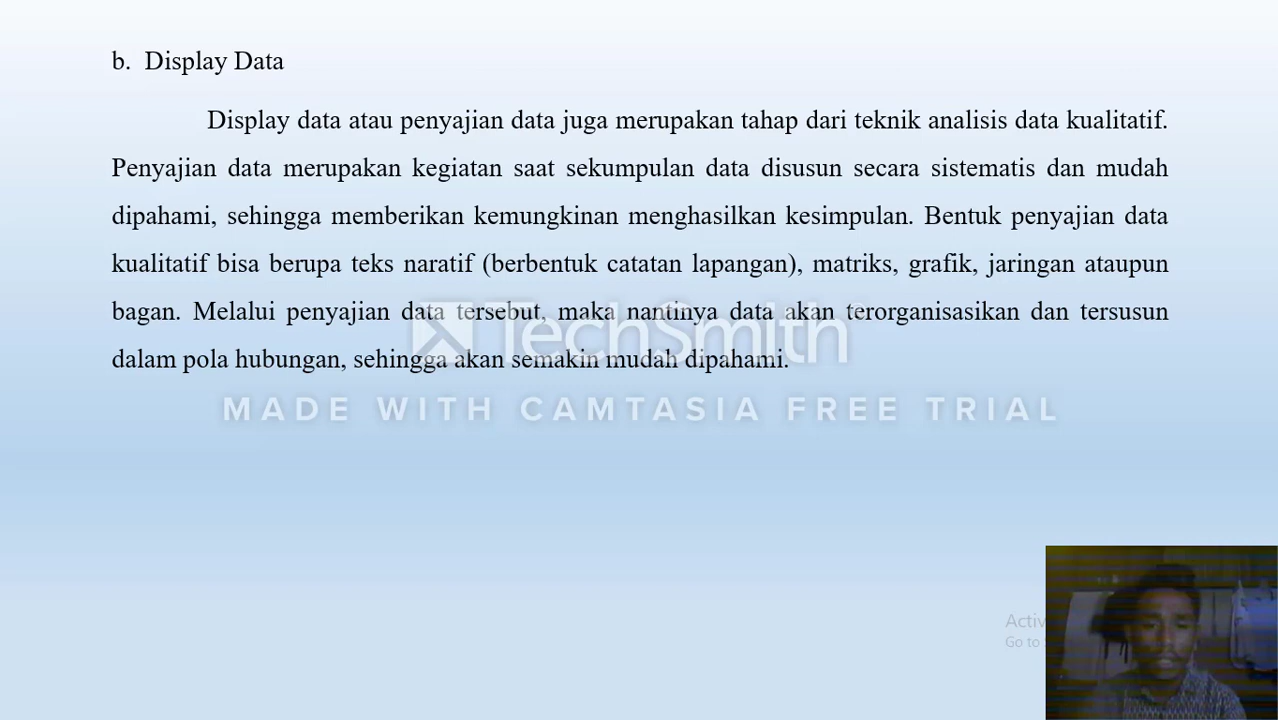 b. Display Data
Display data atau penyajian data juga merupakan tahap dari teknik analisis data kualitatif.
Penyajian data merupakan kegiatan saat sekumpulan data disusun secara sistematis dan mudah
dipahami, sehingga memberikan kemungkinan menghasilkan kesimpulan. Bentuk penyajian data
kualitatif bisa berupa teks naratif (berbentuk catatan lapangan), matriks, grafik, jaringan ataupun
bagan. Melalui penyajian data tersebut, maka nantinya data akan terorganisasikan dan tersusun
TechSmith
dalam pola hubungan, sehingga akan semakin mudah dipahami.
MADE WITH CAMTASIA FREE TRIAL
Go to